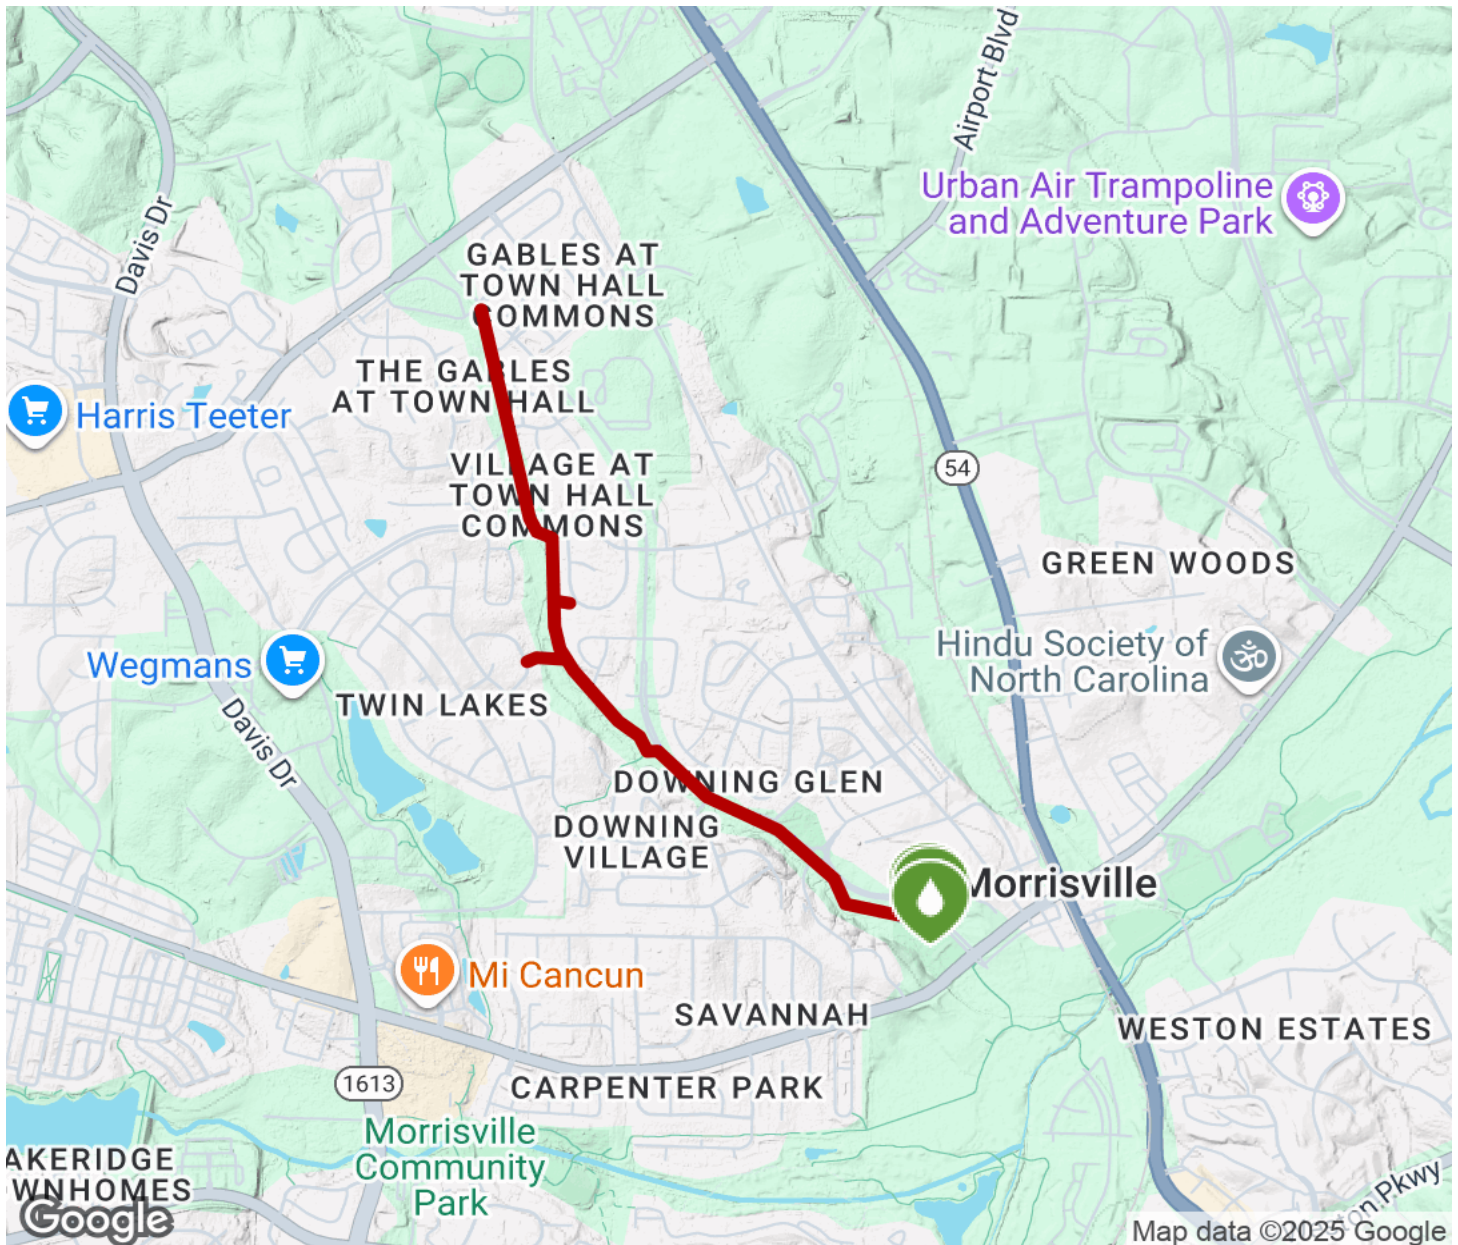 Airport Blvd
Urban Air Trampoline
and Adventure Park
Davis Dr
GABLES AT
TOWN HALL
COMMONS
THE GABLES
AT TOWN HALL
Harris Teeter
VILLAGE AT
TOWN HALL
COMMONS
54
GREEN WOODS
Hindu Society of
North Carolina
Wegmans
TWIN LAKES
Davis Dr
DOWNING GLEN
DOWNING
VILLAGE
Morrisville
Mi Cancun
SAVANNAH
WESTON ESTATES
1613
CARPENTER PARK
Morrisville
Community
Park
AKERIDGE
WNHOMES
Google
on Pkwy
Map data ©2025 Google